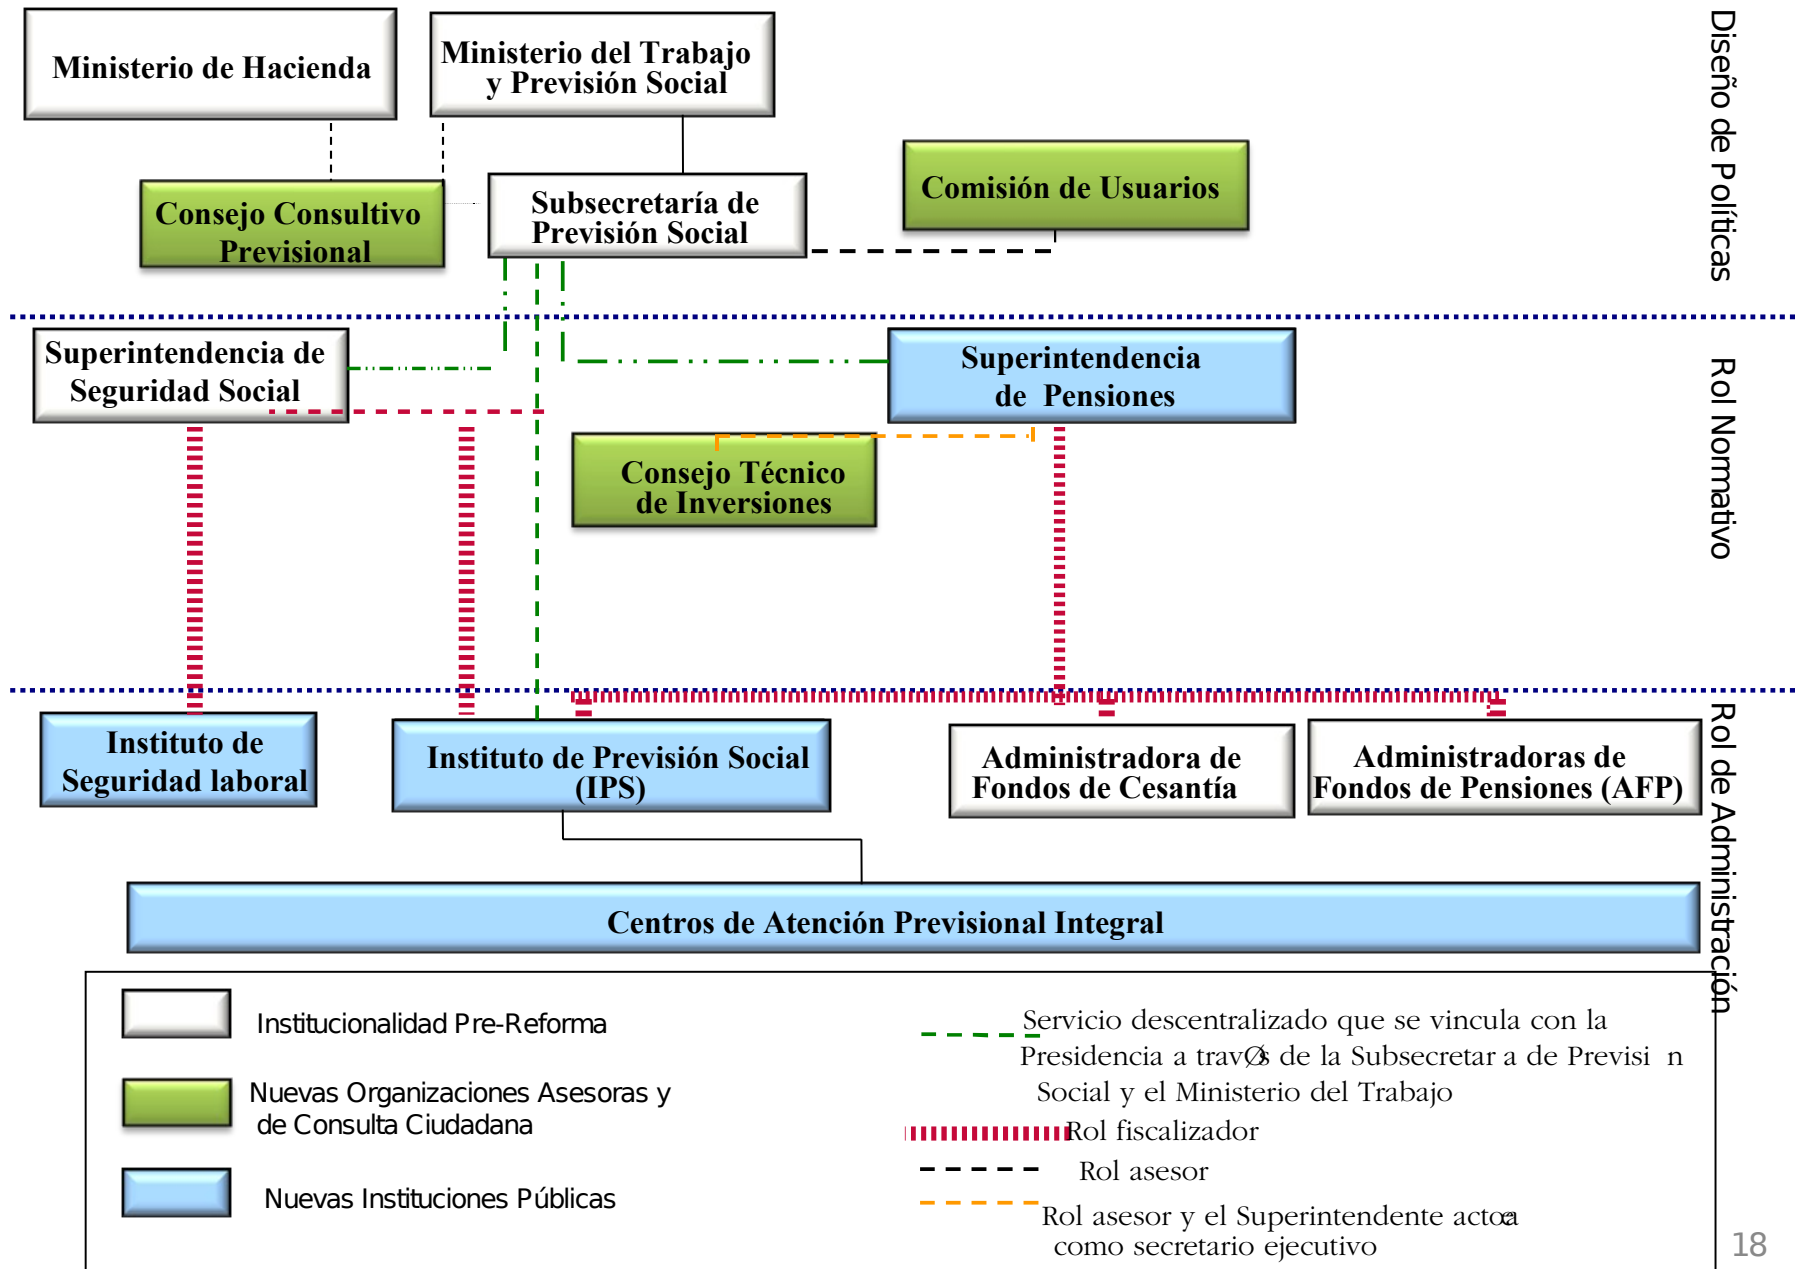 Ministerio de Hacienda
Ministerio del Trabajo
y Previsión Social
Diseño de Políticas
Consejo Consultivo
Previsional
Subsecretaría de
Previsión Social
Comisión de Usuarios
Superintendencia de
Seguridad Social
Superintendencia
de Pensiones
Rol Normativo
Consejo Técnico
de Inversiones
Instituto de
Seguridad laboral
Instituto de Previsión Social
(IPS)
Administradora de
Fondos de Cesantía
Administradoras de
Fondos de Pensiones (AFP)
Rol de Administración
Centros de Atención Previsional Integral
Institucionalidad Pre-Reforma
Nuevas Organizaciones Asesoras y
de Consulta Ciudadana
Nuevas Instituciones Públicas
Servicio descentralizado que se vincula con la
Presidencia a travØs de la Subsecretar a de Previsi n
Social y el Ministerio del Trabajo
Rol fiscalizador
Rol asesor
Rol asesor y el Superintendente actœa
como secretario ejecutivo
18